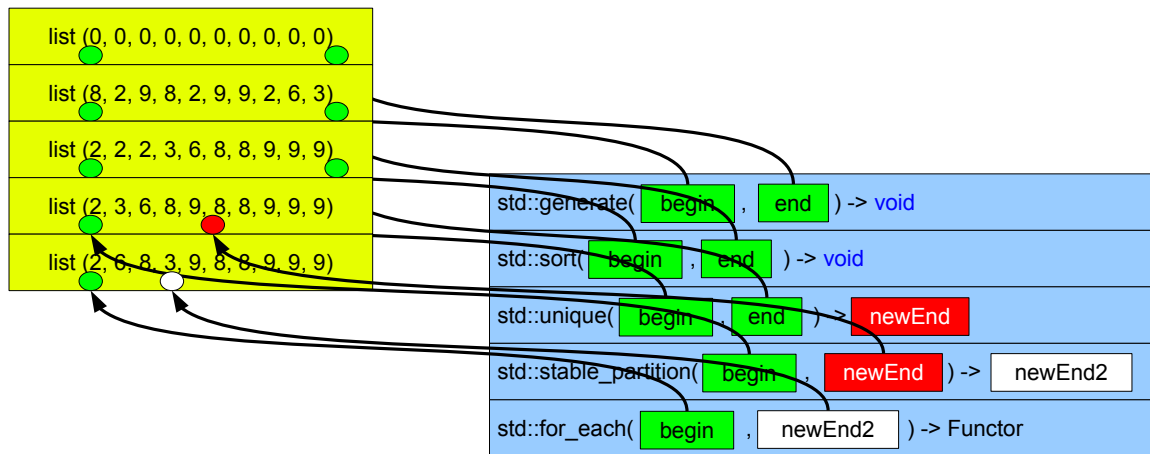 list (0, 0, 0, 0, 0, 0, 0, 0, 0, 0)
list (8, 2, 9, 8, 2, 9, 9, 2, 6, 3)
list (2, 2, 2, 3, 6, 8, 8, 9, 9, 9)
list (2, 3, 6, 8, 9, 8, 8, 9, 9, 9)
list (2, 6, 8, 3, 9, 8, 8, 9, 9, 9)
std::generate( begin , end ) -> void
std::sort( begin , end ) -> void
std::unique( begin , end ) -> newEnd
std::stable_partition( begin , newEnd ) -> newEnd2
std::for_each( begin , newEnd2 ) -> Functor